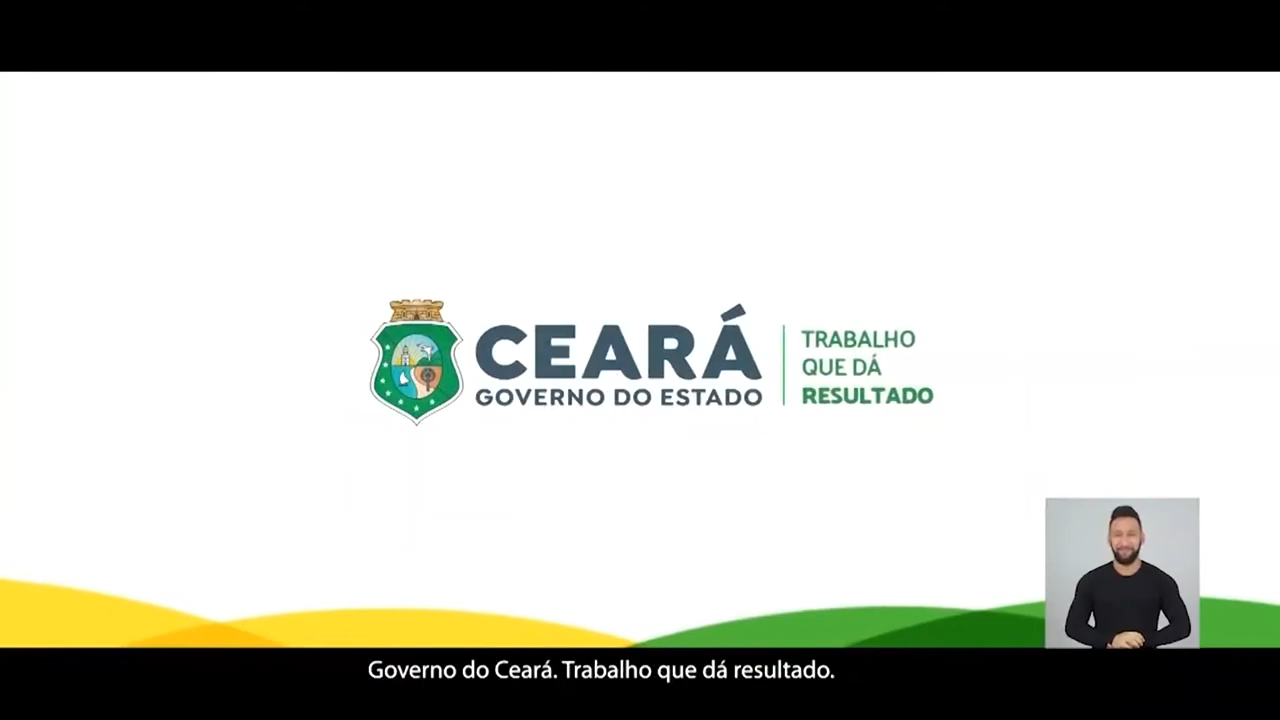 CEARÁ
GOVERNO DO ESTADO
TRABALHO
QUE DÁ
RESULTADO
Governo do Ceará. Trabalho que dá resultado.